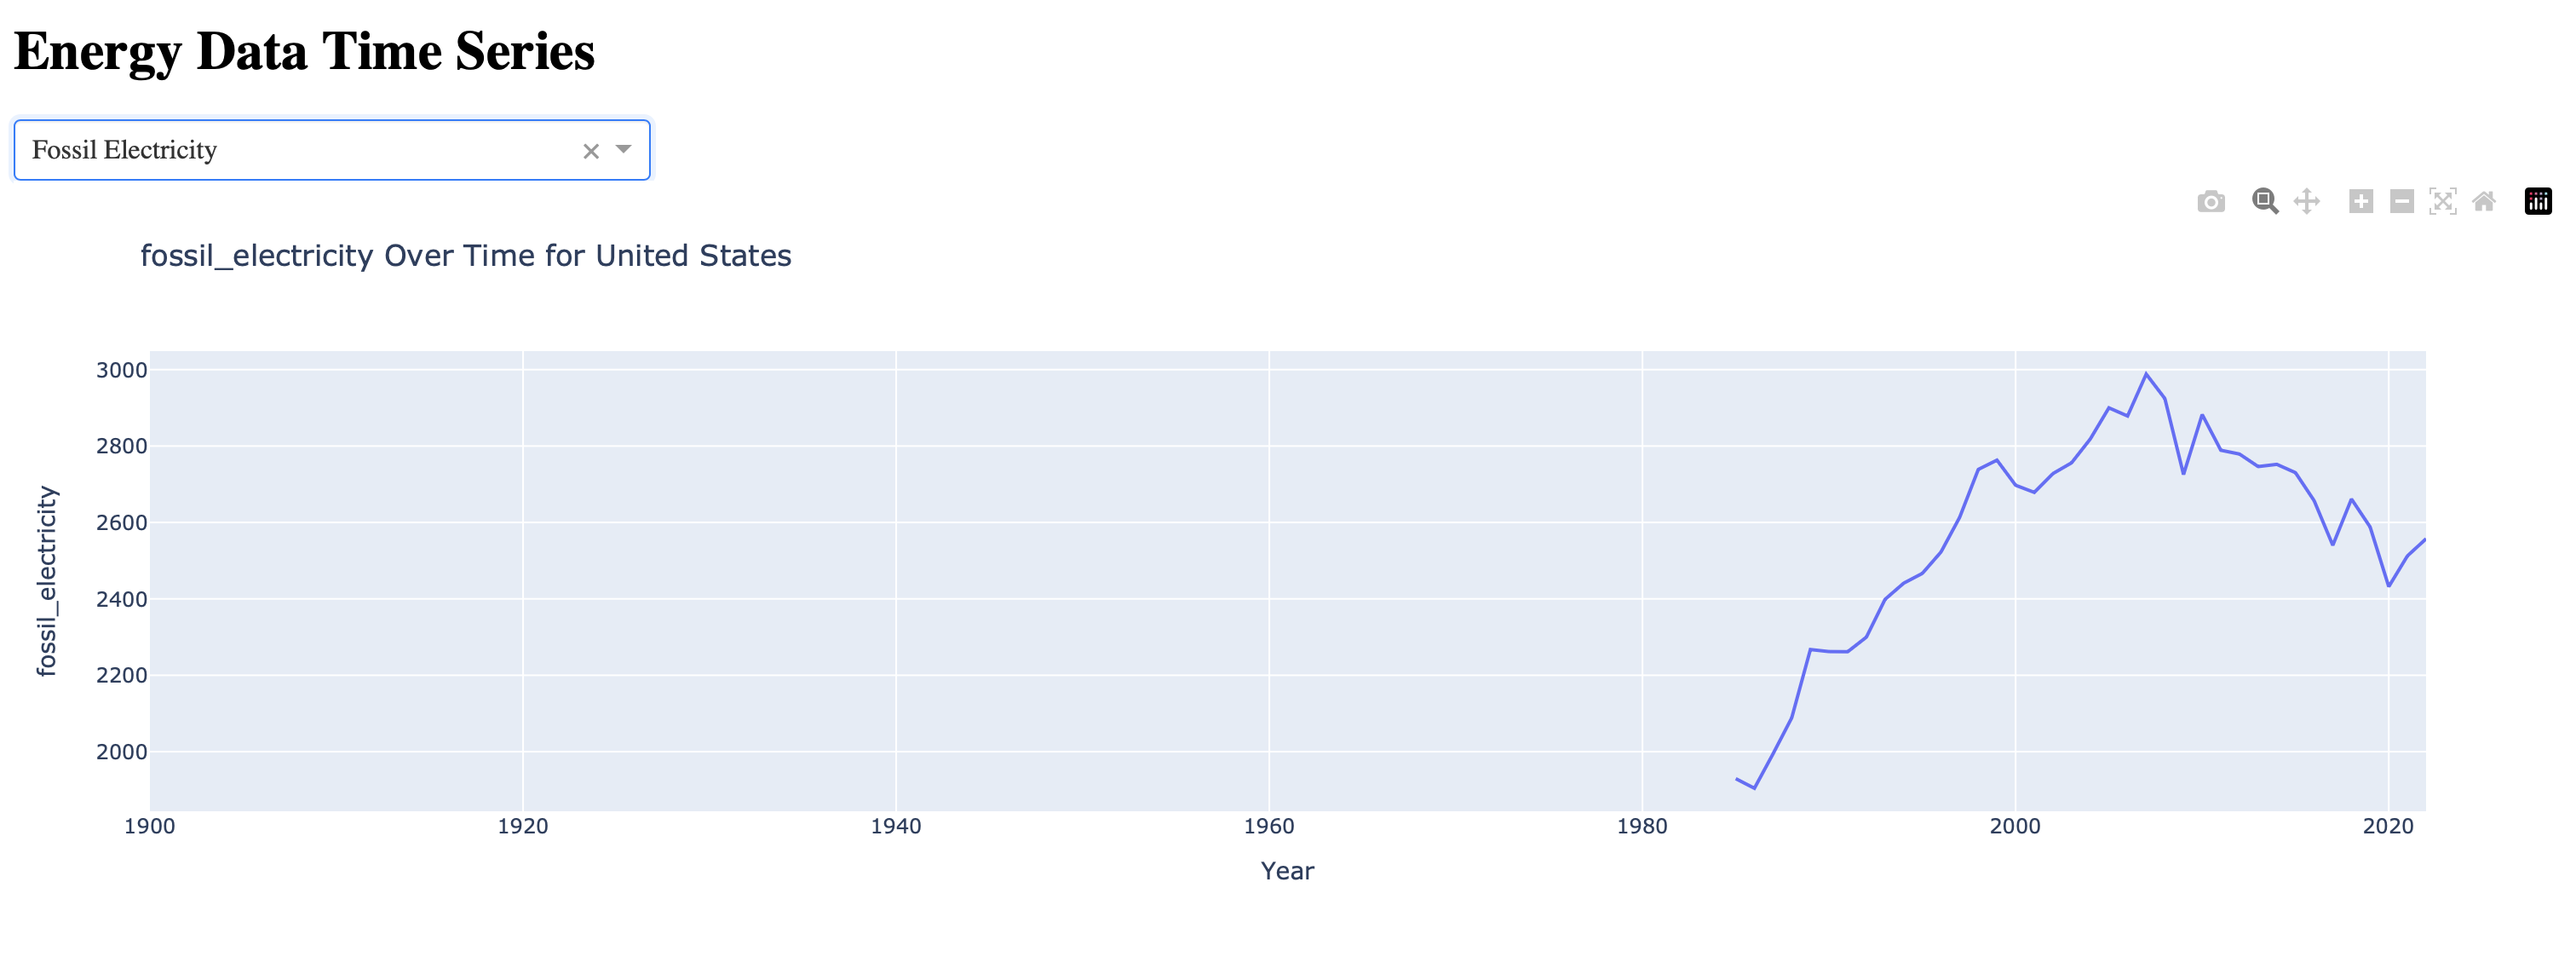 Energy Data Time Series
Fossil Electricity
fossil_electricity Over Time for United States
3000
2800
2600
2400
2200
2000
fossil_electricity
1900 1920 1940 1960 1980 2000 2020
Year